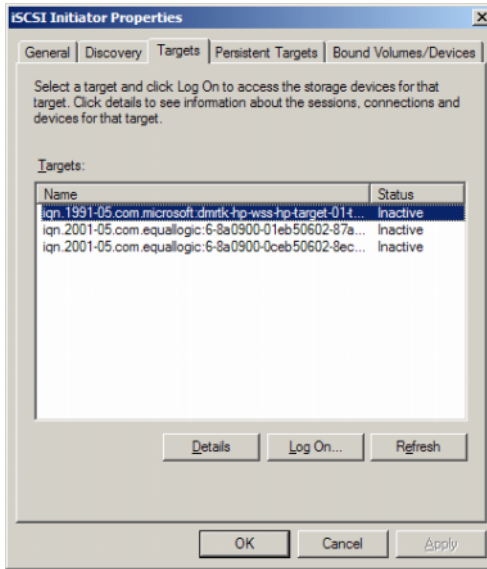 iSCSI Initiator Properties
General Discovery Targets Persistent Targets Bound Volumes/Devices
Select a target and click Log On to access the storage devices for that
target. Click details to see information about the sessions, connections and
devices for that target.
Targets:
Name Status
iqn.1991-05.com.microsoft:dmrtk-hp-wss-hp-target-01-t... Inactive
iqn.2001-05.com.equallogic:6-8a0900-01eb50602-87a... Inactive
iqn.2001-05.com.equallogic:6-8a0900-0ceb50602-8ec... Inactive
Details Log On... Refresh
OK Cancel Apply